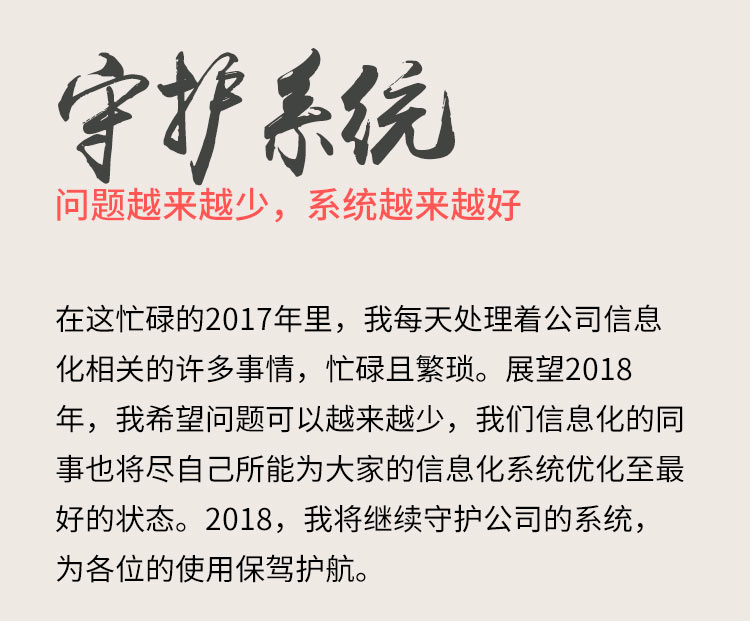 守护系统
问题越来越少，系统越来越好
在这忙碌的2017年里，我每天处理着公司信息
化相关的许多事情，忙碌且繁琐。展望2018
年，我希望问题可以越来越少，我们信息化的同
事也将尽自己所能为大家的信息化系统优化至最
好的状态。2018，我将继续守护公司的系统，
为各位的使用保驾护航。